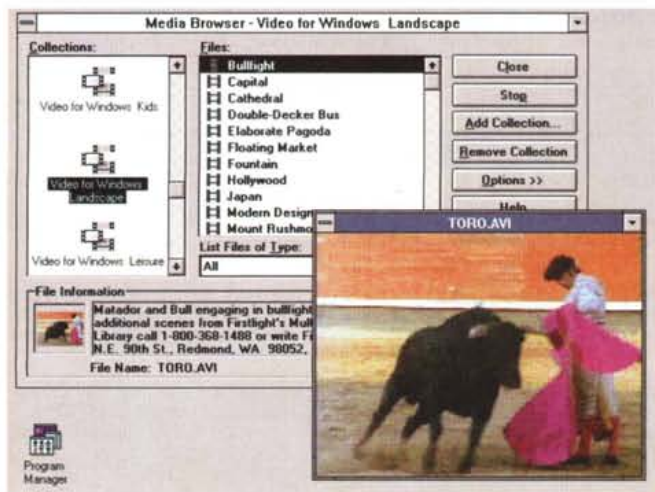 Media Browser - Video for Windows Landscape
Collections:
Video for Windows Kids
Video for Windows
Landscape
Video for Windows Leisure
Files:
Bullfight
Capital
Cathedral
Double-Decker Bus
Elaborate Pagoda
Floating Market
Fountain
Hollywood
Japan
Modern Design
Mount Rushmo
List Files of Type:
All
Close
Stop
Add Collection...
Remove Collection
Options >>
Help
TORO.AVI
File Information
Matador and Bull engaging in bullfight
additional scenes from Firstlight's Mul
Library call 1-800-368-1488 or write Fi
N.E. 90th St., Redmond, WA 98052,
File Name: TORO.AVI
Program
Manager